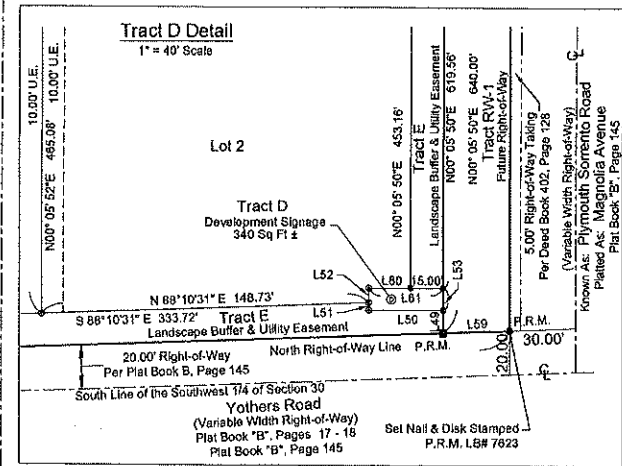 Tract D Detail
1" = 40' Scale
10.00' U.E.
10.00' U.E.
N00° 05' 52"E 465.08'
Lot 2
N00° 05' 50"E 453.16'
Tract E
Landscape Buffer & Utility Easement
N00° 05' 50"E 619.56'
N00° 05' 50"E 640.00'
Tract RW-1
Future Right-of-Way
5.00' Right-of-Way Taking
Per Deed Book 402, Page 128
(Variable Width Right-of-Way)
Known As: Plymouth Sorrento Road
Platted As: Magnolia Avenue
Plat Book "B", Page 145
CL
Tract D
Development Signage
340 Sq Ft ±
L52
L60
15.00'
L53
L61
N 88°10'31" E 148.73'
L51
L50
S 88°10'31" E 333.72'
Tract E
Landscape Buffer & Utility Easement
L49
L59
P.R.M.
30.00'
20.00' Right-of-Way
Per Plat Book B, Page 145
North Right-of-Way Line
P.R.M.
20.00'
South Line of the Southwest 1/4 of Section 30
CL
Yothers Road
(Variable Width Right-of-Way)
Plat Book "B", Pages 17 - 18
Plat Book "B", Page 145
Set Nail & Disk Stamped
P.R.M. LB# 7623